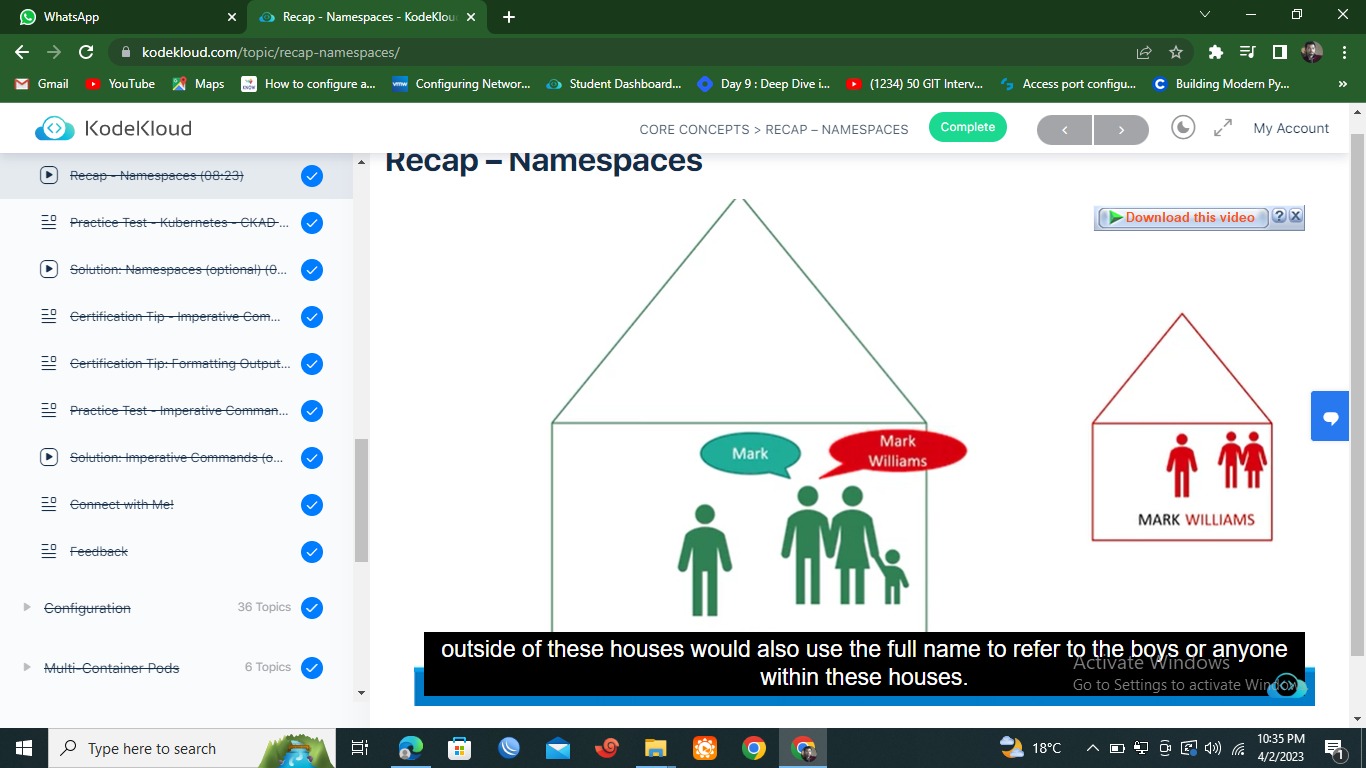 WhatsApp
Recap - Namespaces - KodeKlou
kodekloud.com/topic/recap-namespaces/
Gmail
YouTube
Maps
How to configure a...
Configuring Networ...
Student Dashboard...
Day 9 : Deep Dive i...
(1234) 50 GIT Interv...
Access port configu...
Building Modern Py...
»
KodeKloud
CORE CONCEPTS > RECAP – NAMESPACES
Complete
My Account
Recap - Namespaces (08:23)
Practice Test - Kubernetes - CKAD ...
Solution: Namespaces (optional) (0...
Certification Tip - Imperative Com...
Certification Tip: Formatting Output...
Practice Test - Imperative Comman...
Solution: Imperative Commands (o...
Connect with Me!
Feedback
Configuration
36 Topics
Multi-Container Pods
6 Topics
Recap – Namespaces
Download this video
?
X
Mark
Mark
Williams
MARK WILLIAMS
outside of these houses would also use the full name to refer to the boys or anyone
within these houses.
Activate Windows
Go to Settings to activate Windows.
Type here to search
18°C
10:35 PM
4/2/2023
1